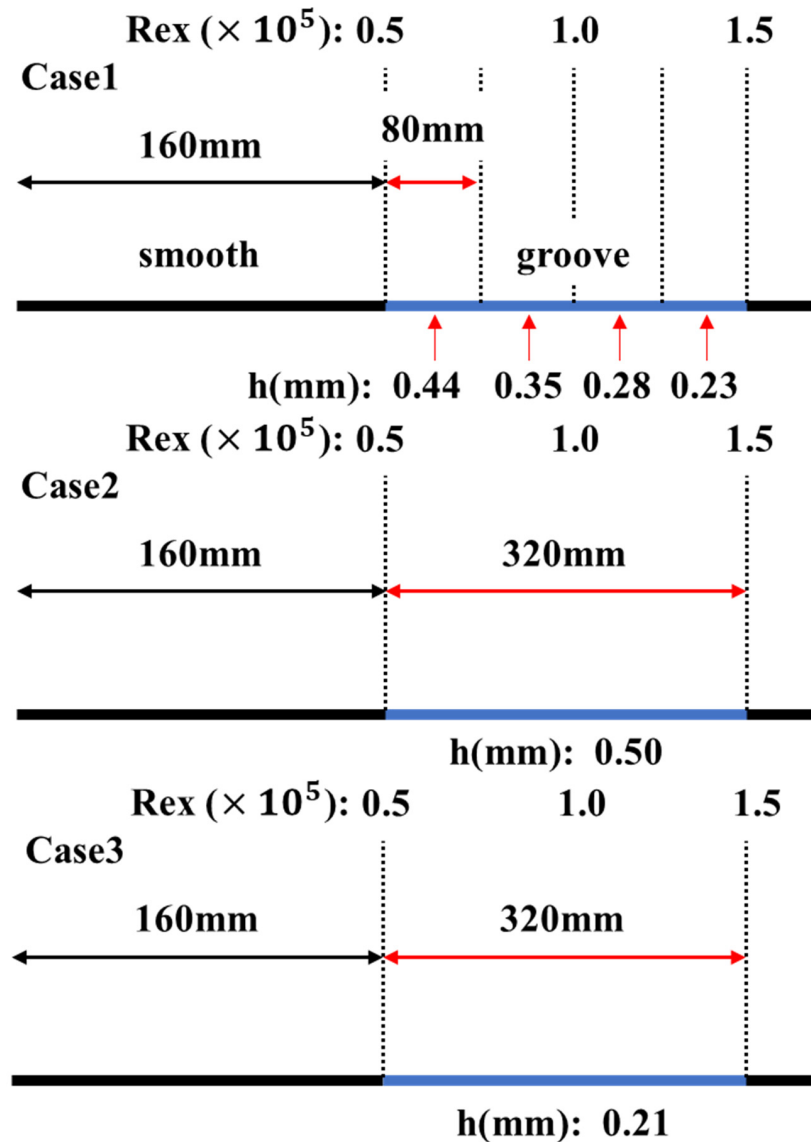 Rex (× 10⁵): 0.5 1.0 1.5
Case1
80mm
160mm
smooth groove
h(mm): 0.44 0.35 0.28 0.23
Rex (× 10⁵): 0.5 1.0 1.5
Case2
160mm 320mm
h(mm): 0.50
Rex (× 10⁵): 0.5 1.0 1.5
Case3
160mm 320mm
h(mm): 0.21